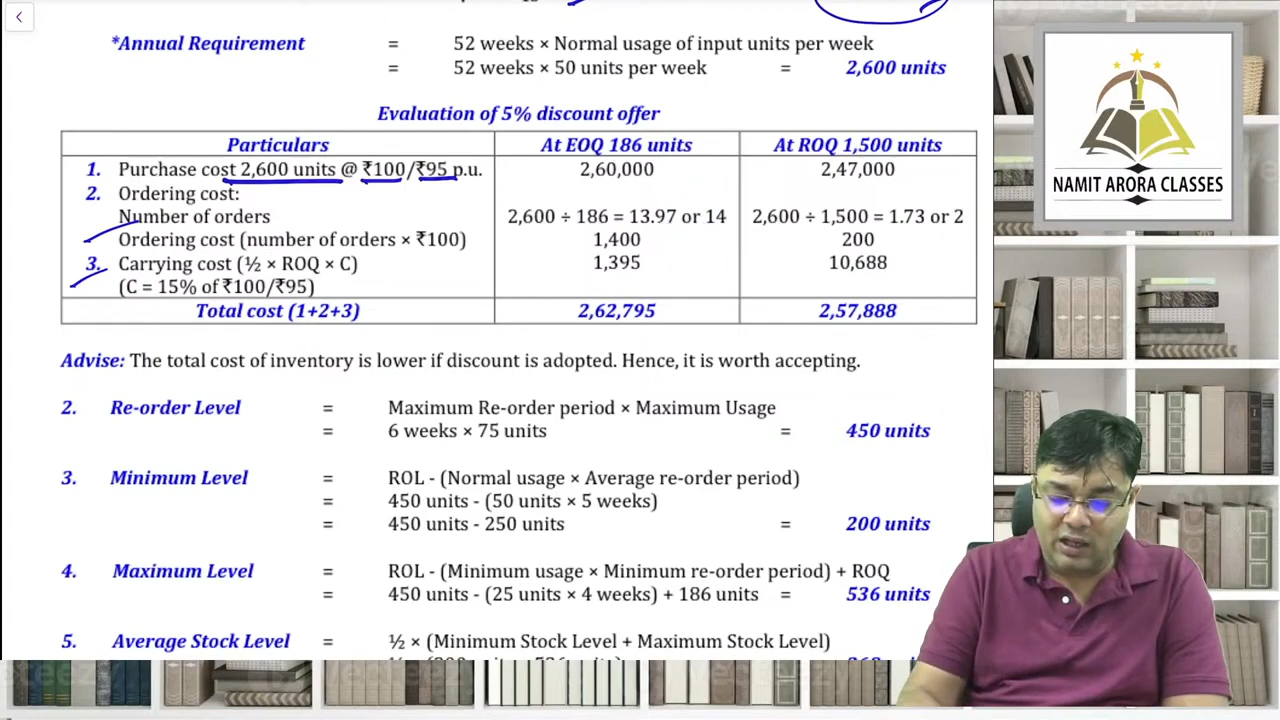 *Annual Requirement = 52 weeks × Normal usage of input units per week
= 52 weeks × 50 units per week = 2,600 units
Evaluation of 5% discount offer
Particulars At EOQ 186 units At ROQ 1,500 units
1. Purchase cost 2,600 units @ ₹100/₹95 p.u. 2,60,000 2,47,000
2. Ordering cost:
Number of orders 2,600 ÷ 186 = 13.97 or 14 2,600 ÷ 1,500 = 1.73 or 2
Ordering cost (number of orders × ₹100) 1,400 200
3. Carrying cost (½ × ROQ × C) 1,395 10,688
(C = 15% of ₹100/₹95)
Total cost (1+2+3) 2,62,795 2,57,888
Advise: The total cost of inventory is lower if discount is adopted. Hence, it is worth accepting.
2. Re-order Level = Maximum Re-order period × Maximum Usage
= 6 weeks × 75 units = 450 units
3. Minimum Level = ROL - (Normal usage × Average re-order period)
= 450 units - (50 units × 5 weeks)
= 450 units - 250 units = 200 units
4. Maximum Level = ROL - (Minimum usage × Minimum re-order period) + ROQ
= 450 units - (25 units × 4 weeks) + 186 units = 536 units
5. Average Stock Level = ½ × (Minimum Stock Level + Maximum Stock Level)
NAMIT ARORA CLASSES